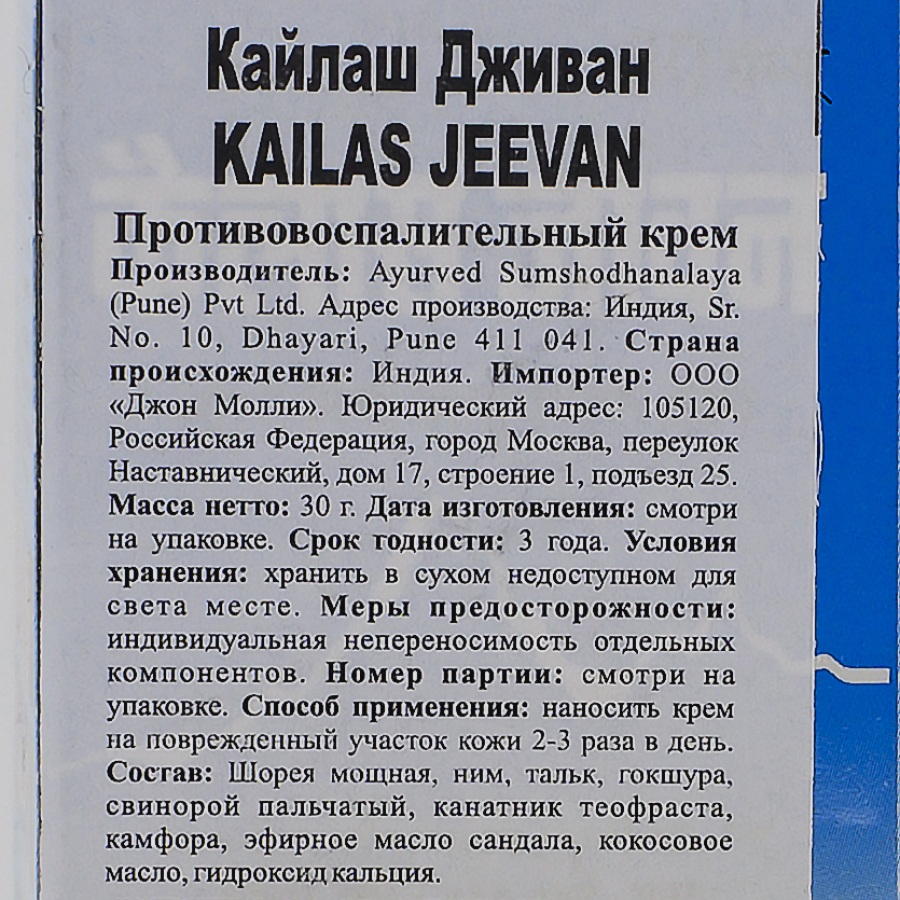 Кайлаш Дживан
KAILAS JEEVAN
Противовоспалительный крем
Производитель: Ayurved Sumshodhanalaya
(Pune) Pvt Ltd. Адрес производства: Индия, Sr.
No. 10, Dhayari, Pune 411 041. Страна
происхождения: Индия. Импортер: ООО
«Джон Молли». Юридический адрес: 105120,
Российская Федерация, город Москва, переулок
Наставнический, дом 17, строение 1, подъезд 25.
Масса нетто: 30 г. Дата изготовления: смотри
на упаковке. Срок годности: 3 года. Условия
хранения: хранить в сухом недоступном для
света месте. Меры предосторожности:
индивидуальная непереносимость отдельных
компонентов. Номер партии: смотри на
упаковке. Способ применения: наносить крем
на поврежденный участок кожи 2-3 раза в день.
Состав: Шорея мощная, ним, тальк, гокшура,
свинорой пальчатый, канатник теофраста,
камфора, эфирное масло сандала, кокосовое
масло, гидроксид кальция.